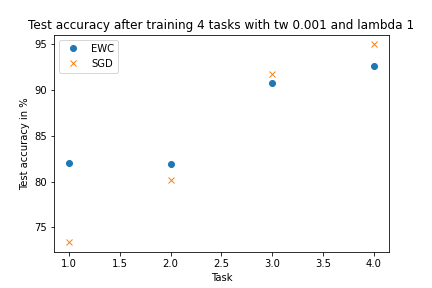 Test accuracy after training 4 tasks with tw 0.001 and lambda 1
EWC
SGD
Test accuracy in %
95
90
85
80
75
1.0 1.5 2.0 2.5 3.0 3.5 4.0
Task